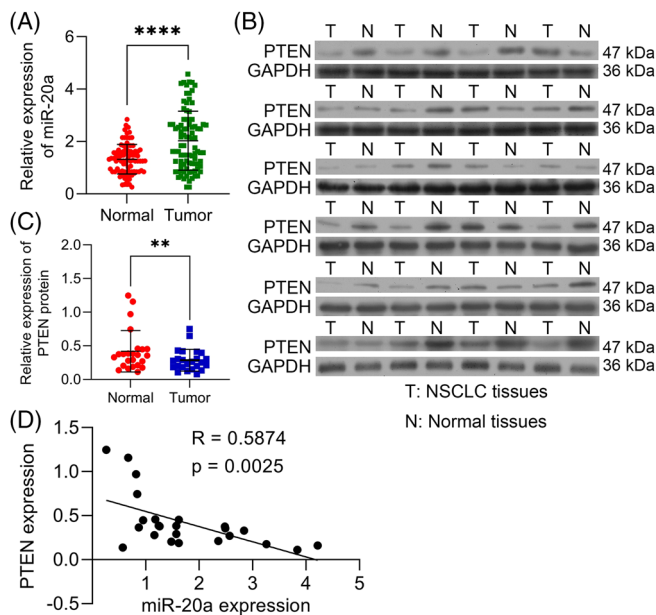 (A)
****
Relative expression
of miR-20a
6
4
2
0
Normal Tumor
(B)
T N T N T N T N
PTEN 47 kDa
GAPDH 36 kDa
T N T N T N T N
PTEN 47 kDa
GAPDH 36 kDa
T N T N T N T N
PTEN 47 kDa
GAPDH 36 kDa
T N T N T N T N
PTEN 47 kDa
GAPDH 36 kDa
T N T N T N T N
PTEN 47 kDa
GAPDH 36 kDa
T N T N T N T N
PTEN 47 kDa
GAPDH 36 kDa
T: NSCLC tissues
N: Normal tissues
(C)
**
Relative expression of
PTEN protein
2.0
1.5
1.0
0.5
0.0
Normal Tumor
(D)
R = 0.5874
p = 0.0025
PTEN expression
1.5
1.0
0.5
0.0
-0.5
1 2 3 4 5
miR-20a expression